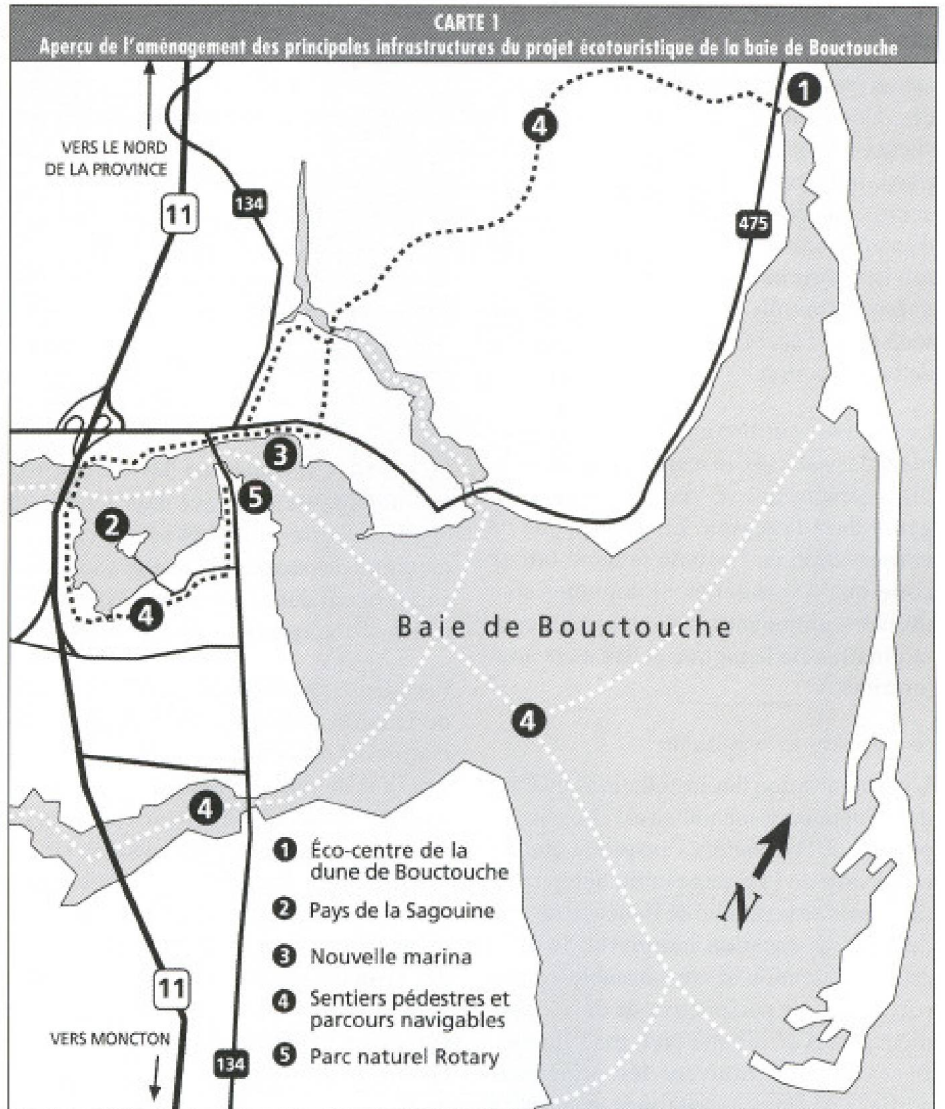 CARTE 1
Aperçu de l'aménagement des principales infrastructures du projet écotouristique de la baie de Bouctouche
VERS LE NORD
DE LA PROVINCE
11
134
475
1
4
3
5
2
4
Baie de Bouctouche
4
4
N
1 Éco-centre de la
dune de Bouctouche
2 Pays de la Sagouine
3 Nouvelle marina
4 Sentiers pédestres et
parcours navigables
5 Parc naturel Rotary
11
VERS MONCTON
134